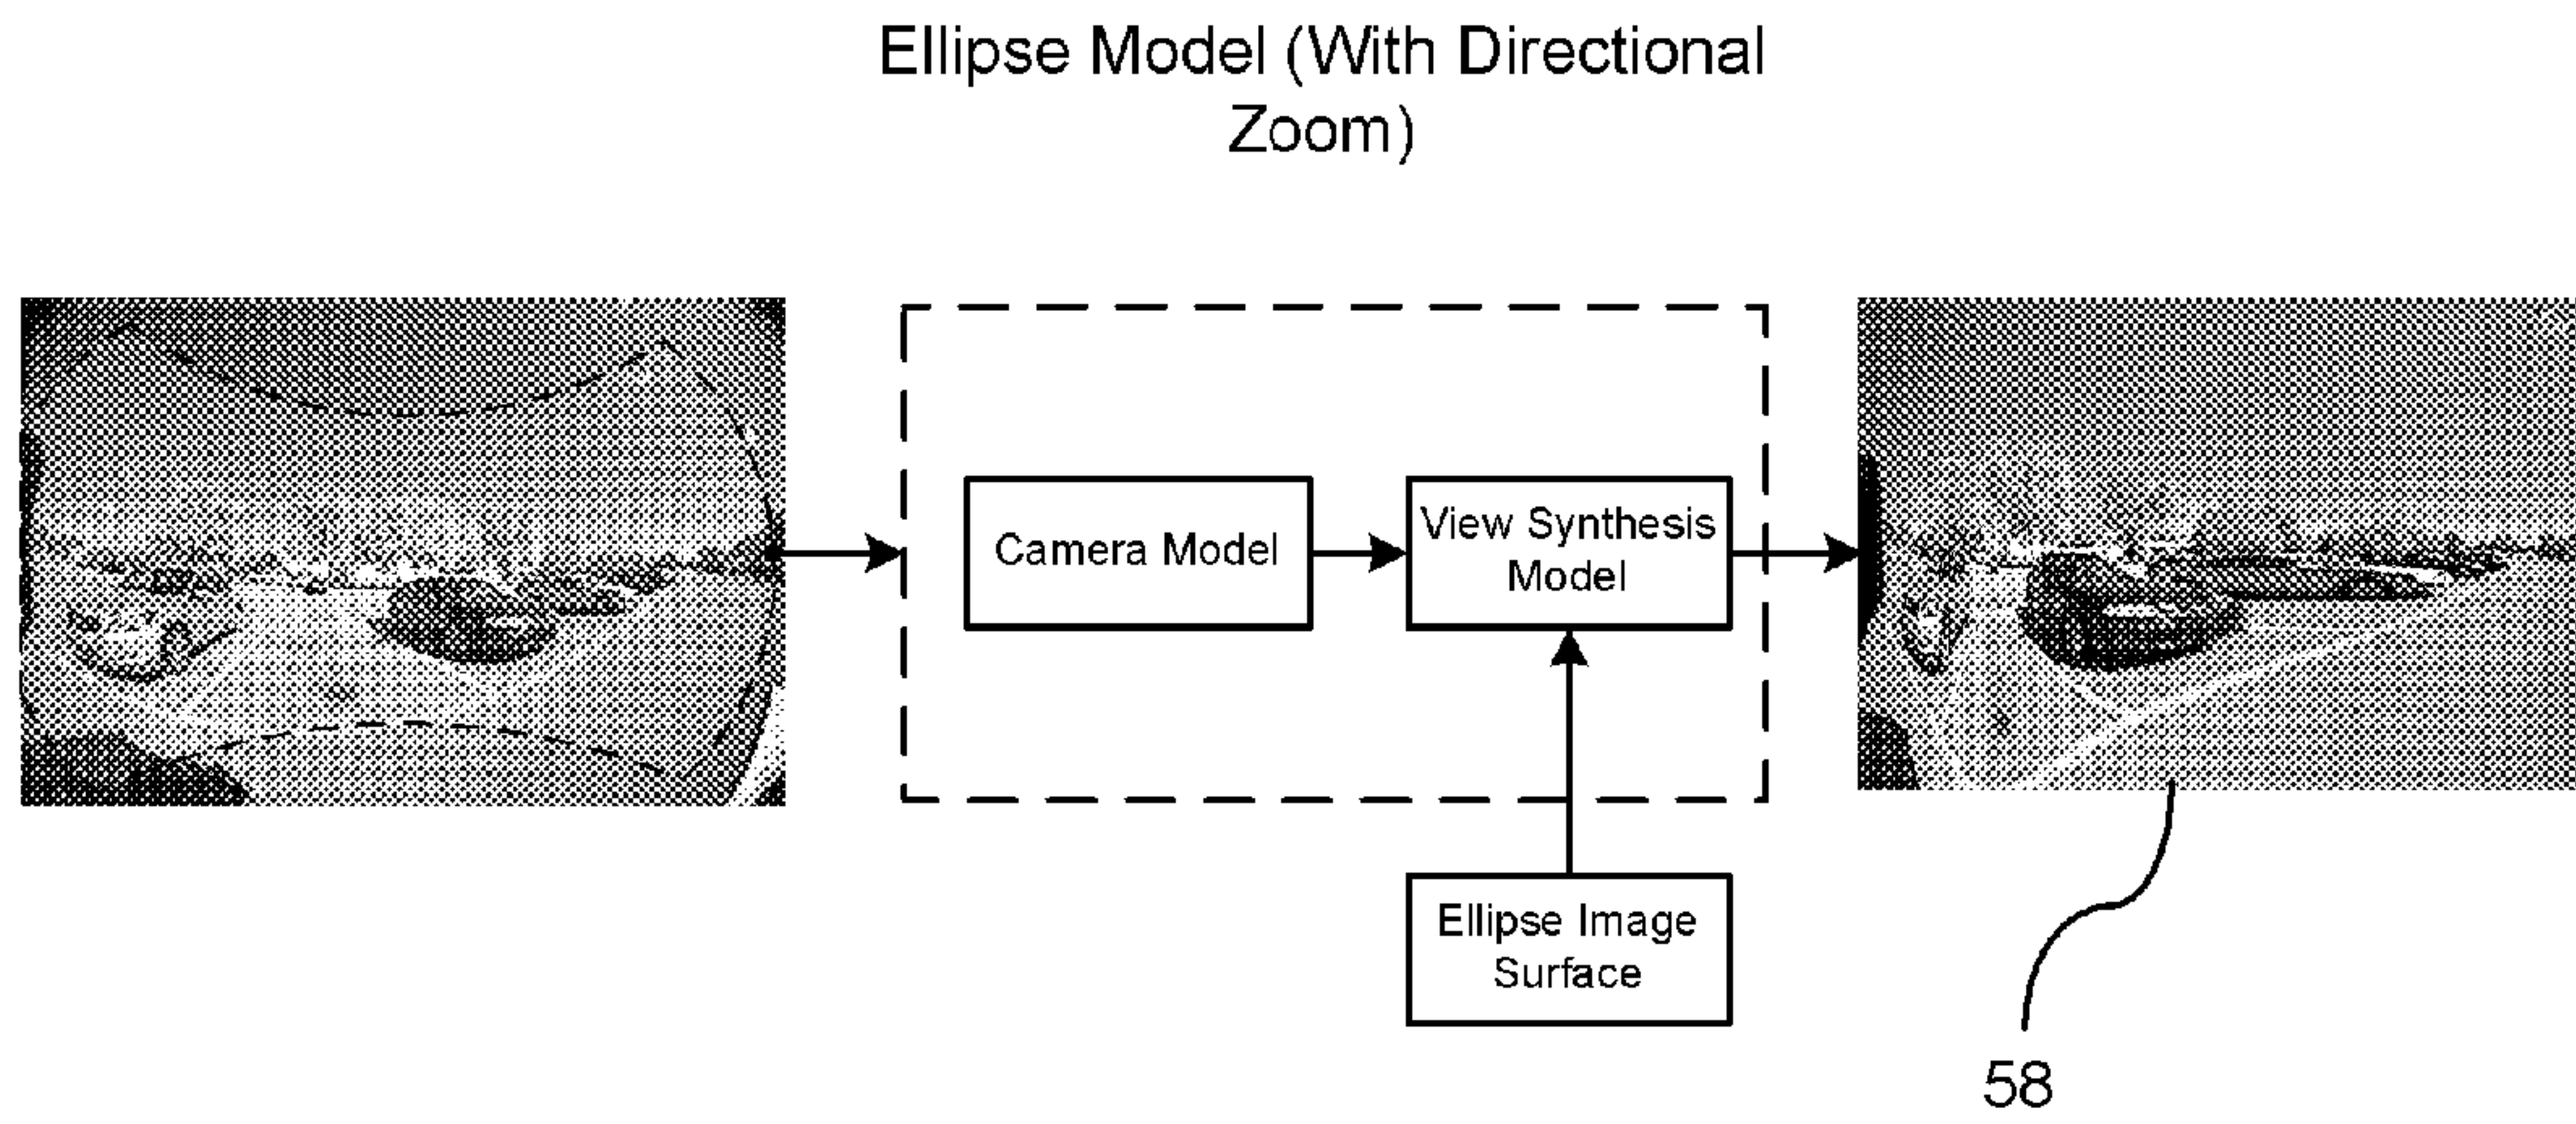 Ellipse Model (With Directional
Zoom)
Camera Model
View Synthesis
Model
Ellipse Image
Surface
58